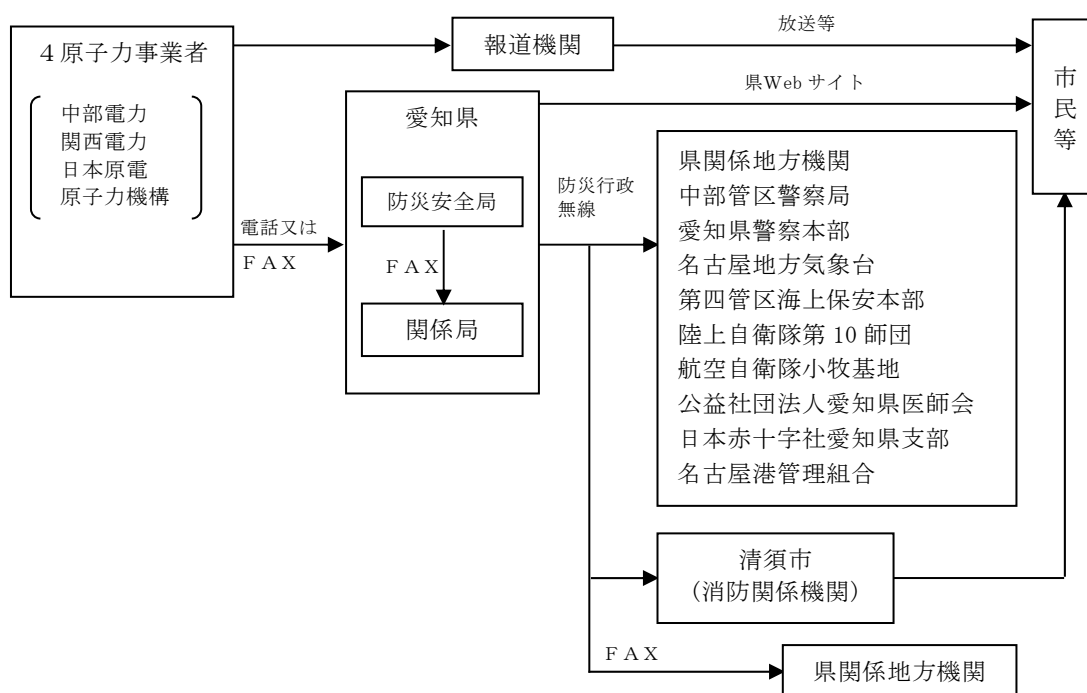 ４原子力事業者
中部電力
関西電力
日本原電
原子力機構
報道機関
放送等
市民等
県Webサイト
愛知県
防災安全局
ＦＡＸ
関係局
電話又は
ＦＡＸ
防災行政
無線
県関係地方機関
中部管区警察局
愛知県警察本部
名古屋地方気象台
第四管区海上保安本部
陸上自衛隊第10師団
航空自衛隊小牧基地
公益社団法人愛知県医師会
日本赤十字社愛知県支部
名古屋港管理組合
清須市
（消防関係機関）
ＦＡＸ
県関係地方機関